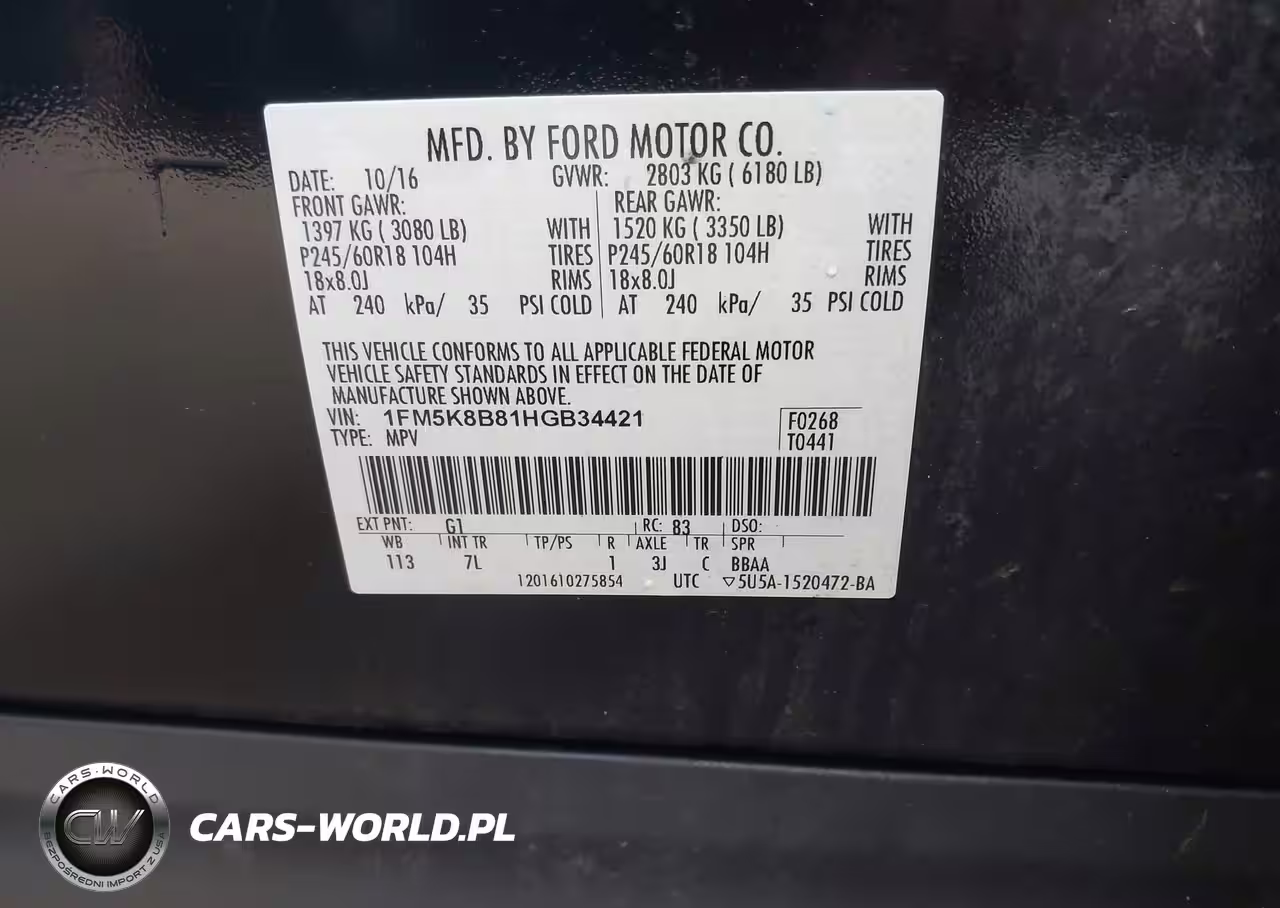 MFD. BY FORD MOTOR CO.
DATE: 10/16 GVWR: 2803 KG ( 6180 LB)
FRONT GAWR: REAR GAWR:
1397 KG ( 3080 LB) WITH 1520 KG ( 3350 LB) WITH
P245/60R18 104H TIRES P245/60R18 104H TIRES
18x8.0J RIMS 18x8.0J RIMS
AT 240 kPa/ 35 PSI COLD AT 240 kPa/ 35 PSI COLD
THIS VEHICLE CONFORMS TO ALL APPLICABLE FEDERAL MOTOR
VEHICLE SAFETY STANDARDS IN EFFECT ON THE DATE OF
MANUFACTURE SHOWN ABOVE.
VIN: 1FM5K8B81HGB34421 F0268
TYPE: MPV T0441
EXT PNT: G1 RC: 83 DSO:
WB INT TR TP/PS R AXLE TR SPR
113 7L 1 3J C BBAA
1201610275854 UTC ▽5U5A-1520472-BA
CARS-WORLD
CW
BEZPOŚREDNI IMPORT Z USA
CARS-WORLD.PL